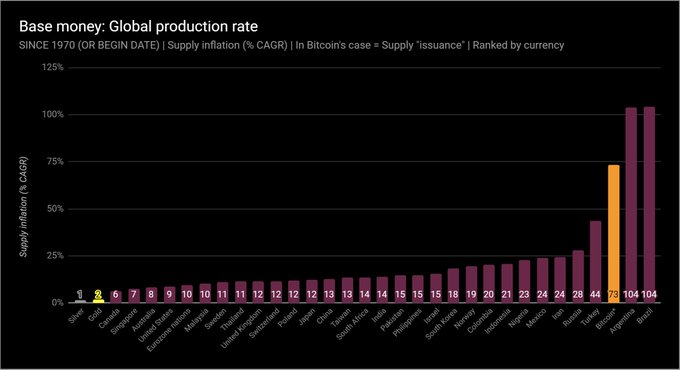 Base money: Global production rate
SINCE 1970 (OR BEGIN DATE) | Supply inflation (% CAGR) | In Bitcoin's case = Supply "issuance" | Ranked by currency
125%
100%
75%
50%
25%
0%
Supply inflation (% CAGR)
1 2 6 7 8 9 10 10 11 11 12 12 12 12 13 13 14 14 15 15 15 18 19 20 21 23 24 24 28 44 73 104 104
Silver
Gold
Canada
Singapore
Australia
United States
Eurozone nations
Malaysia
Sweden
Thailand
United Kingdom
Switzerland
Poland
Japan
China
Taiwan
South Africa
India
Pakistan
Philippines
Israel
South Korea
Norway
Colombia
Indonesia
Nigeria
Mexico
Iran
Russia
Turkey
Bitcoin*
Argentina
Brazil